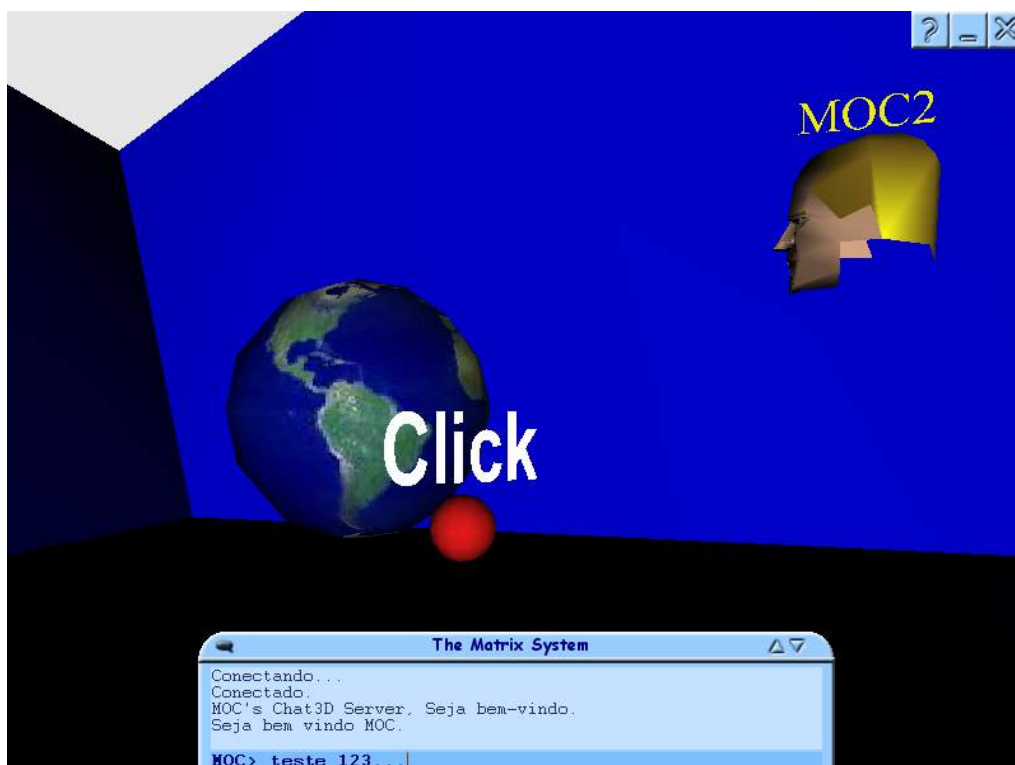 ?
MOC2
Click
The Matrix System
Conectando...
Conectado.
MOC's Chat3D Server, Seja bem-vindo.
Seja bem vindo MOC.
MOC> teste 123...